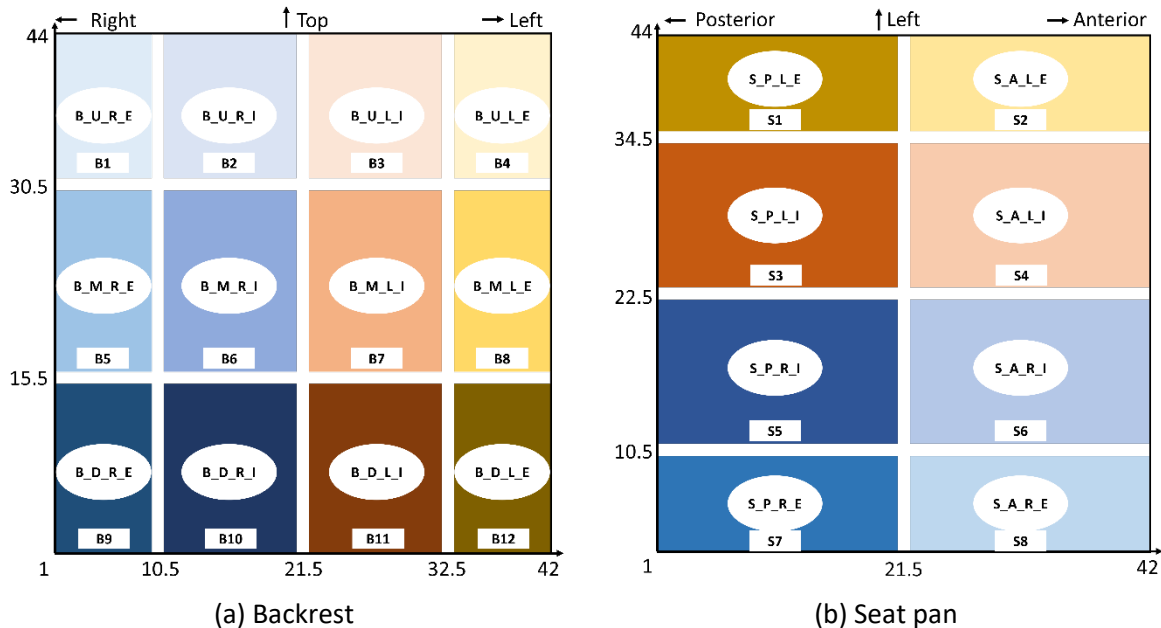 Right Top Left
44
B_U_R_E B_U_R_I B_U_L_I B_U_L_E
B1 B2 B3 B4
30.5
B_M_R_E B_M_R_I B_M_L_I B_M_L_E
B5 B6 B7 B8
15.5
B_D_R_E B_D_R_I B_D_L_I B_D_L_E
B9 B10 B11 B12
1 10.5 21.5 32.5 42
(a) Backrest
Posterior Left Anterior
44
S_P_L_E S_A_L_E
S1 S2
34.5
S_P_L_I S_A_L_I
S3 S4
22.5
S_P_R_I S_A_R_I
S5 S6
10.5
S_P_R_E S_A_R_E
S7 S8
1 21.5 42
(b) Seat pan